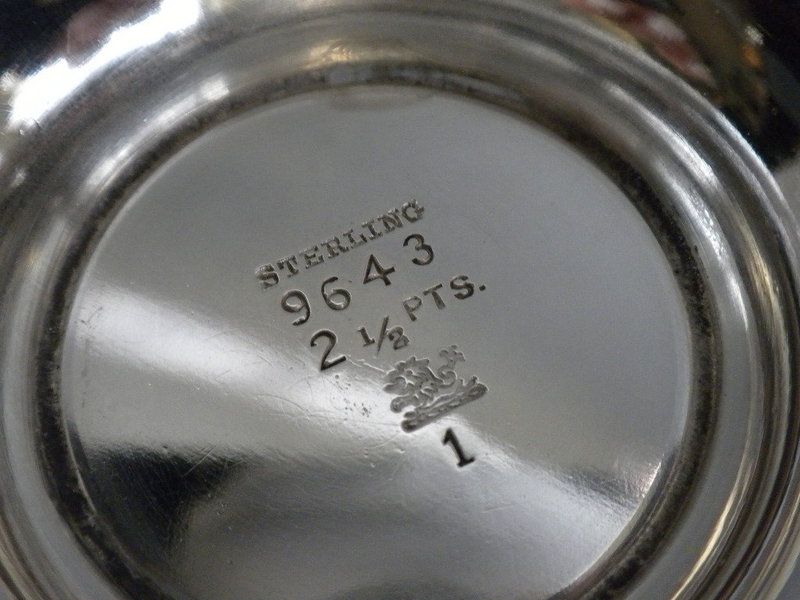 STERLING
9643
2 1/2 PTS.
1